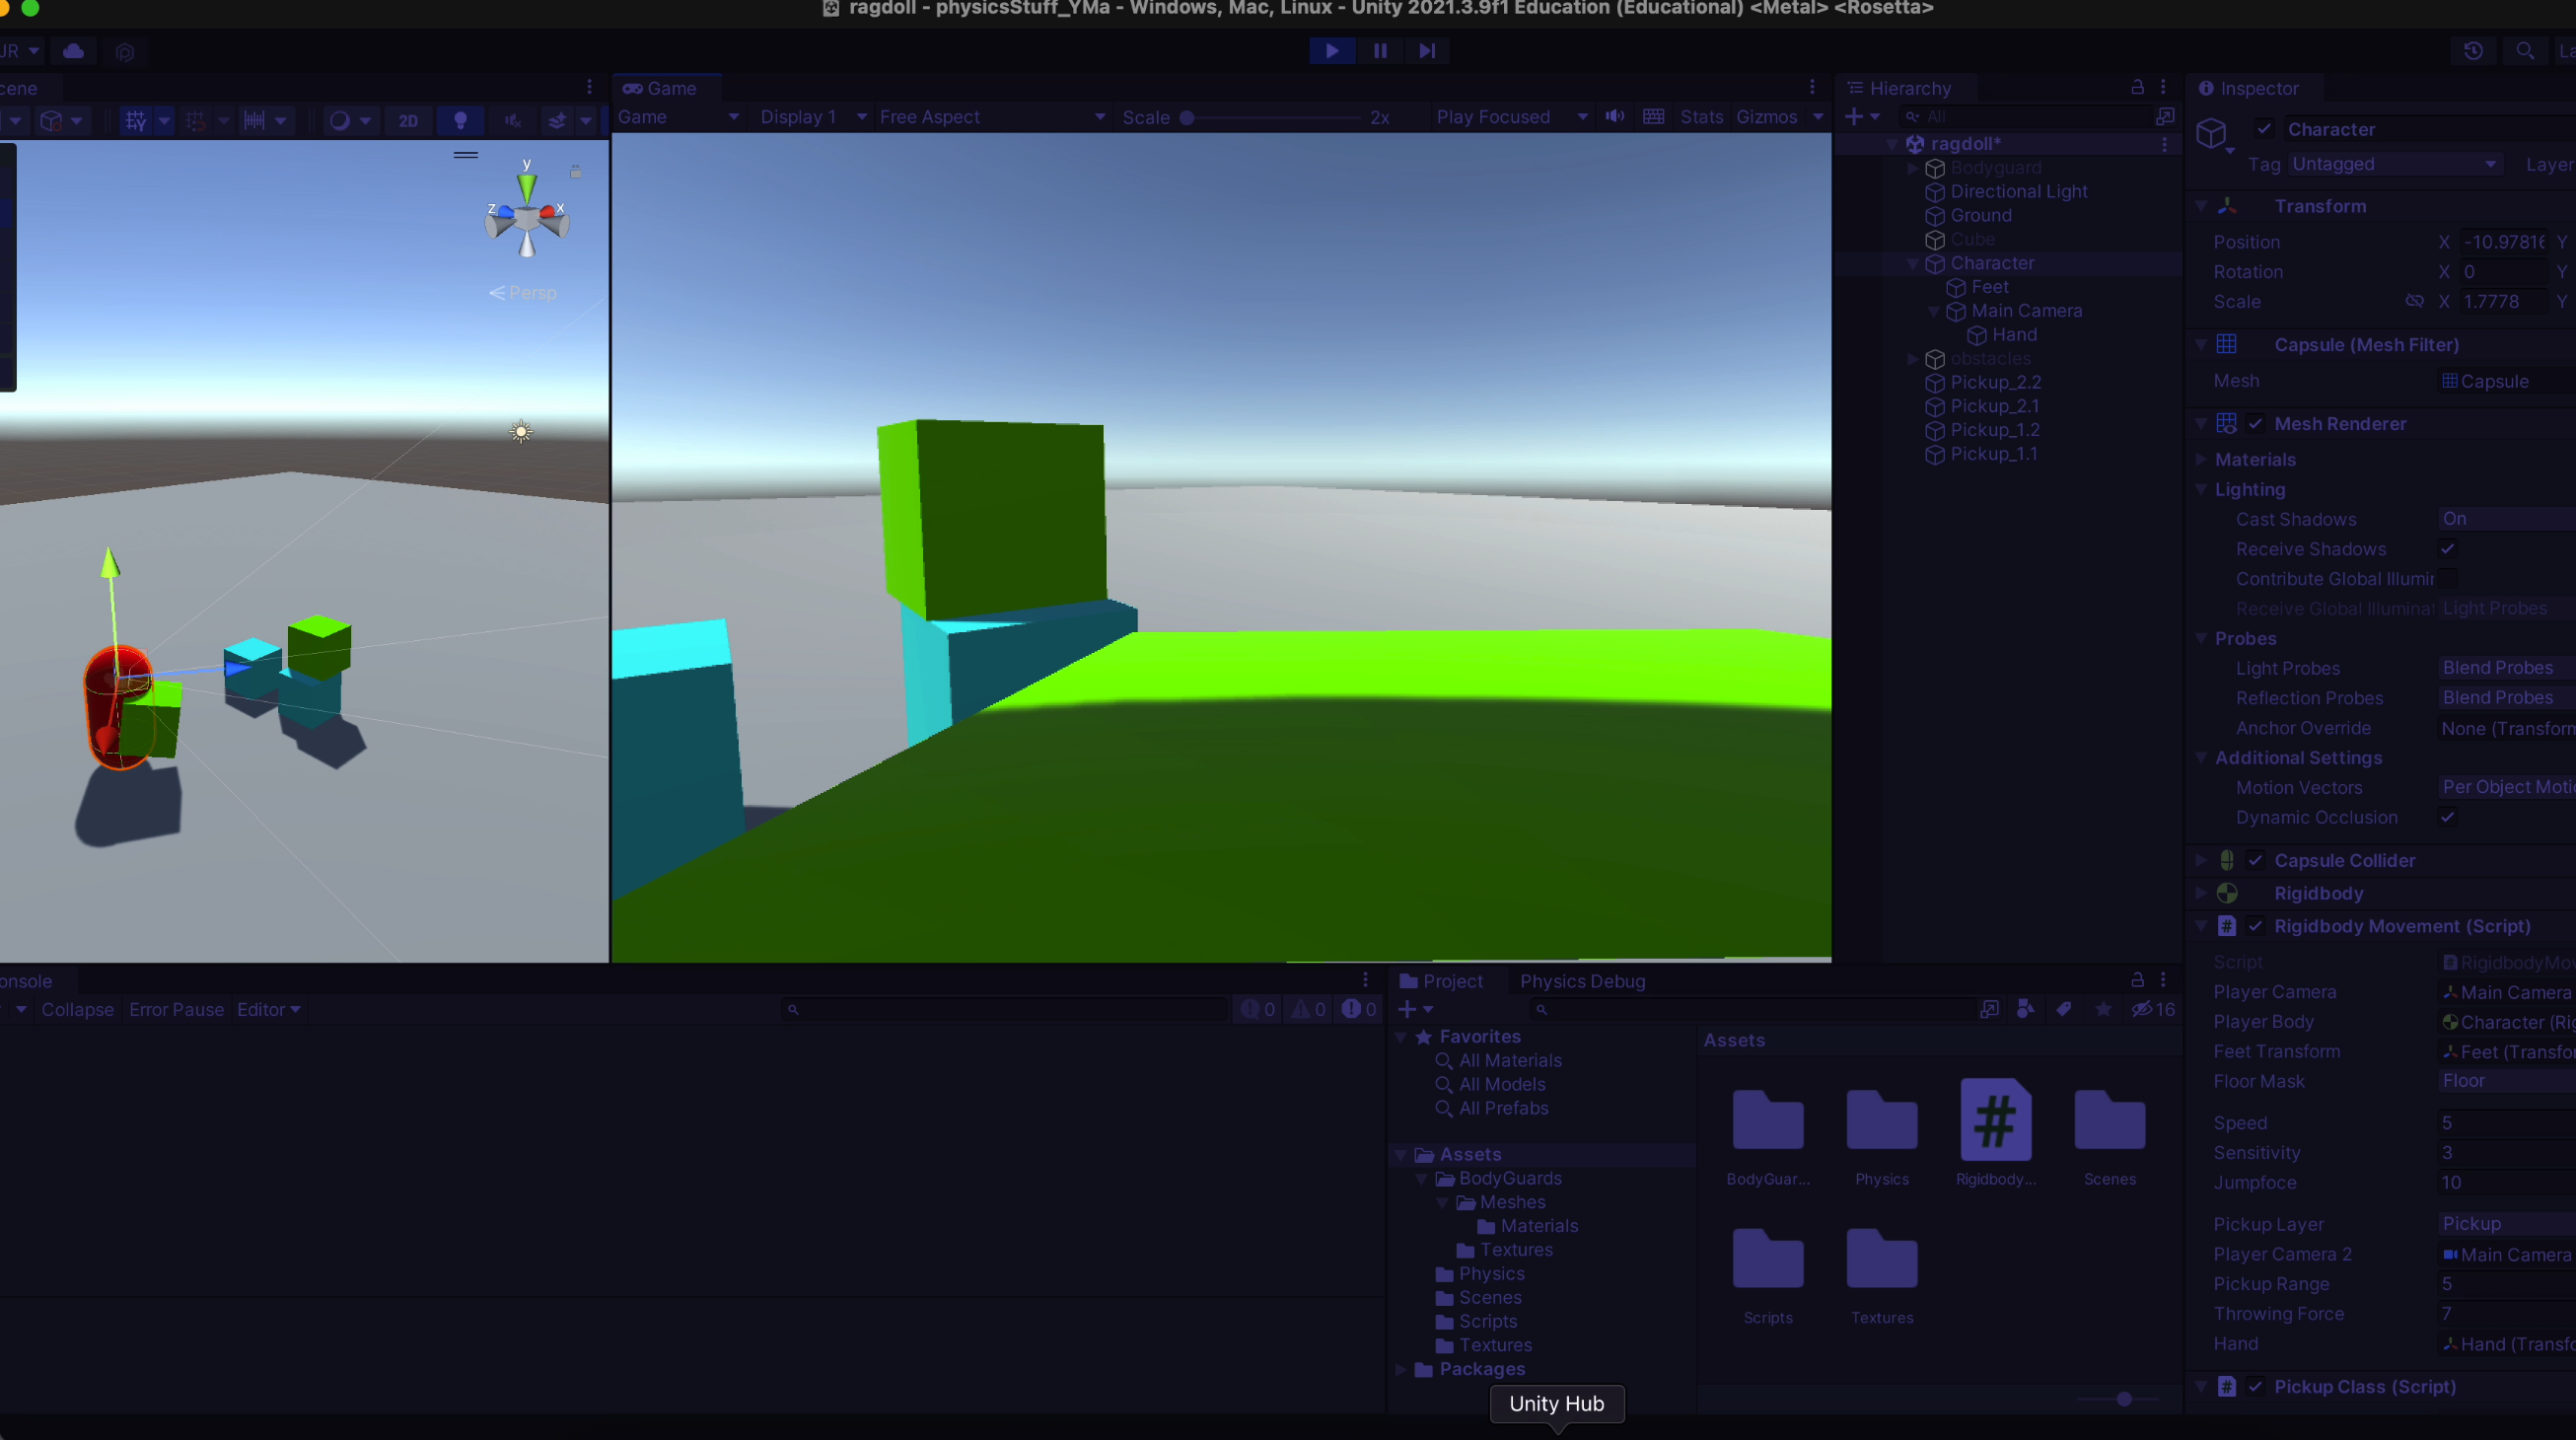 ragdoll - physicsStuff_YMa - Windows, Mac, Linux - Unity 2021.3.9f1 Education (Educational) <Metal> <Rosetta>
JR
cene
Game
Hierarchy
Inspector
2D
Game
Display 1
Free Aspect
Scale
2x
Play Focused
Stats
Gizmos
All
y
z
x
Persp
ragdoll*
Bodyguard
Directional Light
Ground
Cube
Character
Feet
Main Camera
Hand
obstacles
Pickup_2.2
Pickup_2.1
Pickup_1.2
Pickup_1.1
Character
Tag Untagged Layer
Transform
Position X -10.97816 Y
Rotation X 0 Y
Scale X 1.7778 Y
Capsule (Mesh Filter)
Mesh Capsule
Mesh Renderer
Materials
Lighting
Cast Shadows On
Receive Shadows
Contribute Global Illumin
Receive Global Illuminat Light Probes
Probes
Light Probes Blend Probes
Reflection Probes Blend Probes
Anchor Override None (Transform
Additional Settings
Motion Vectors Per Object Motio
Dynamic Occlusion
Capsule Collider
Rigidbody
Rigidbody Movement (Script)
Script RigidbodyMov
Player Camera Main Camera
Player Body Character (Rig
Feet Transform Feet (Transfor
Floor Mask Floor
Speed 5
Sensitivity 3
Jumpfoce 10
Pickup Layer Pickup
Player Camera 2 Main Camera
Pickup Range 5
Throwing Force 7
Hand Hand (Transfo
Pickup Class (Script)
onsole
Collapse
Error Pause
Editor
0
0
0
Project
Physics Debug
16
Favorites
All Materials
All Models
All Prefabs
Assets
BodyGuards
Meshes
Materials
Textures
Physics
Scenes
Scripts
Textures
Packages
Assets
BodyGuar...
Physics
Rigidbody...
Scenes
Scripts
Textures
Unity Hub